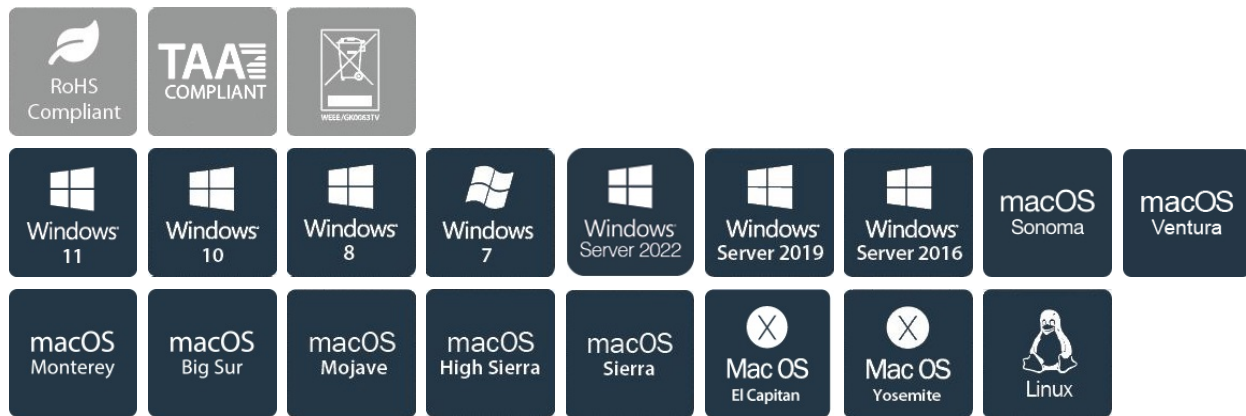 RoHS
Compliant
TAA
COMPLIANT
WEEE/GK0063TV
Windows
11
Windows
10
Windows
8
Windows
7
Windows
Server 2022
Windows
Server 2019
Windows
Server 2016
macOS
Sonoma
macOS
Ventura
macOS
Monterey
macOS
Big Sur
macOS
Mojave
macOS
High Sierra
macOS
Sierra
X
Mac OS
El Capitan
X
Mac OS
Yosemite
Linux